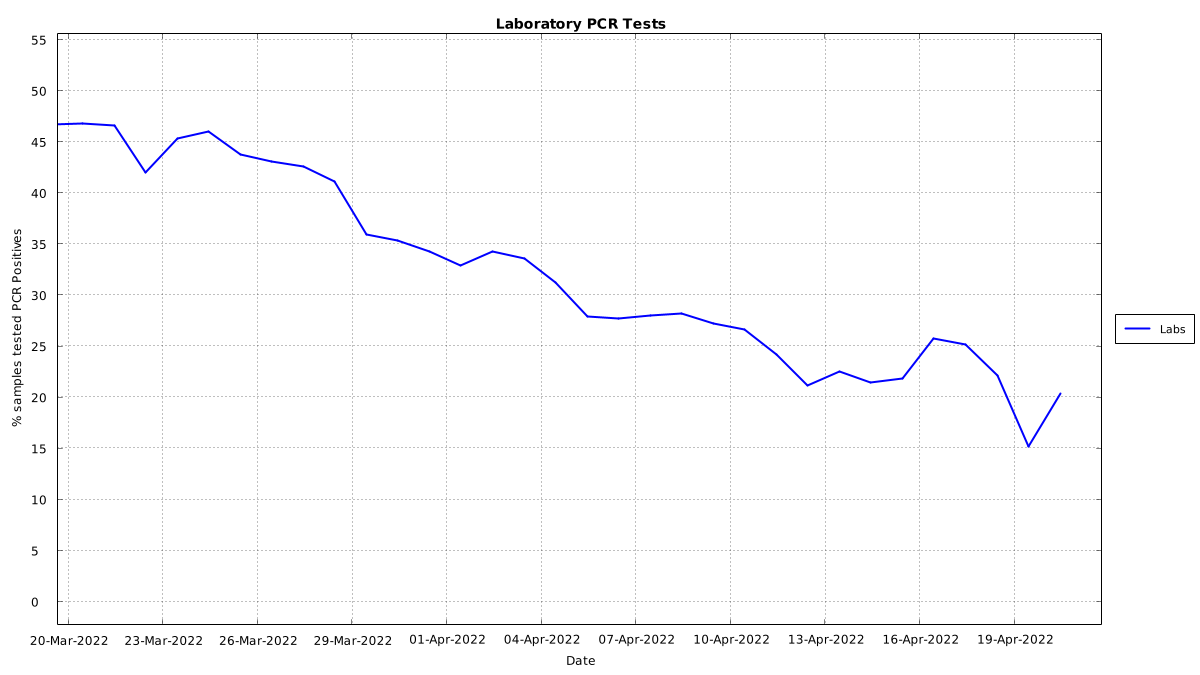 Laboratory PCR Tests
55
50
45
40
35
30
25
20
15
10
5
0
% samples tested PCR Positives
20-Mar-2022 23-Mar-2022 26-Mar-2022 29-Mar-2022 01-Apr-2022 04-Apr-2022 07-Apr-2022 10-Apr-2022 13-Apr-2022 16-Apr-2022 19-Apr-2022
Date
Labs